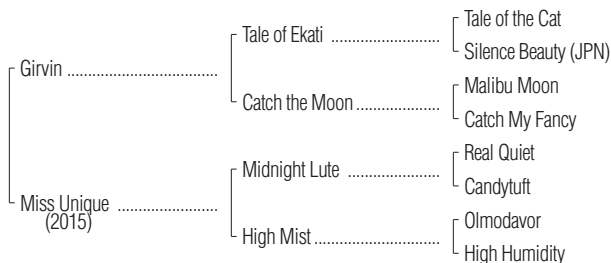 Girvin
Tale of Ekati
Tale of the Cat
Silence Beauty (JPN)
Catch the Moon
Malibu Moon
Catch My Fancy
Miss Unique
(2015)
Midnight Lute
Real Quiet
Candytuft
High Mist
Olmodavor
High Humidity